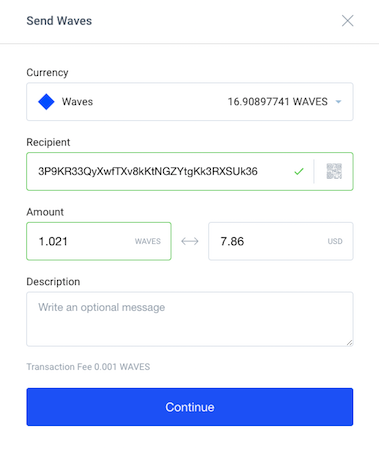 Send Waves
Currency
Waves 16.90897741 WAVES
Recipient
3P9KR33QyXwfTXv8kKtNGZYtgKk3RXSUk36
Amount
1.021 WAVES 7.86 USD
Description
Write an optional message
Transaction Fee 0.001 WAVES
Continue